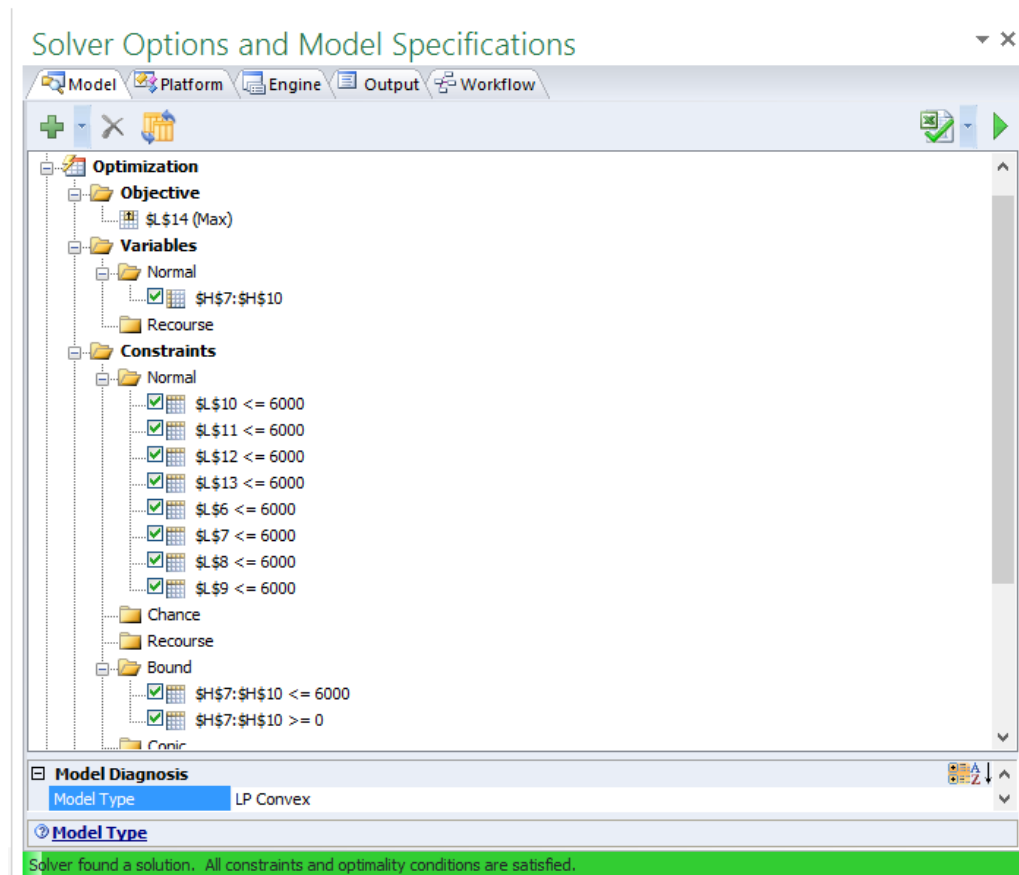 Solver Options and Model Specifications
Model Platform Engine Output Workflow
Optimization
Objective
$L$14 (Max)
Variables
Normal
$H$7:$H$10
Recourse
Constraints
Normal
$L$10 <= 6000
$L$11 <= 6000
$L$12 <= 6000
$L$13 <= 6000
$L$6 <= 6000
$L$7 <= 6000
$L$8 <= 6000
$L$9 <= 6000
Chance
Recourse
Bound
$H$7:$H$10 <= 6000
$H$7:$H$10 >= 0
Conic
Model Diagnosis
Model Type LP Convex
Model Type
Solver found a solution. All constraints and optimality conditions are satisfied.